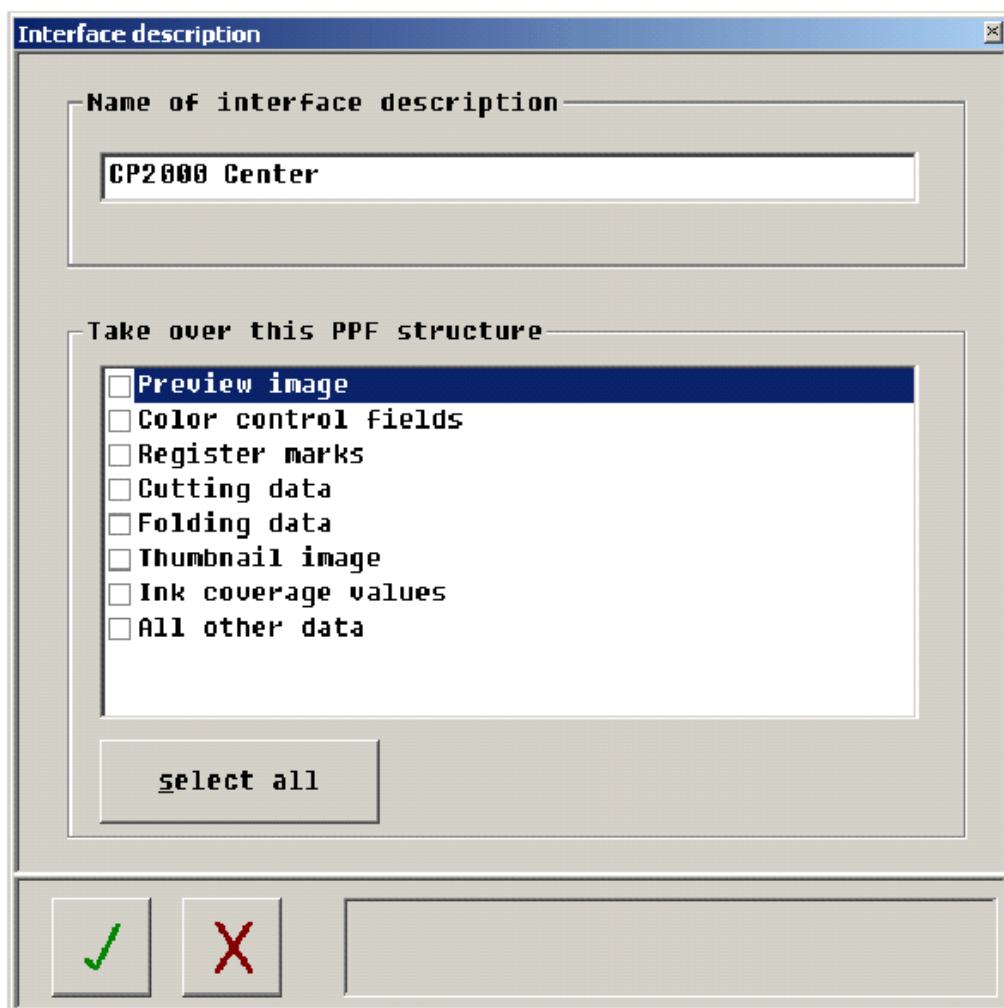 Interface description
Name of interface description
CP2000 Center
Take over this PPF structure
Preview image
Color control fields
Register marks
Cutting data
Folding data
Thumbnail image
Ink coverage values
All other data
select all